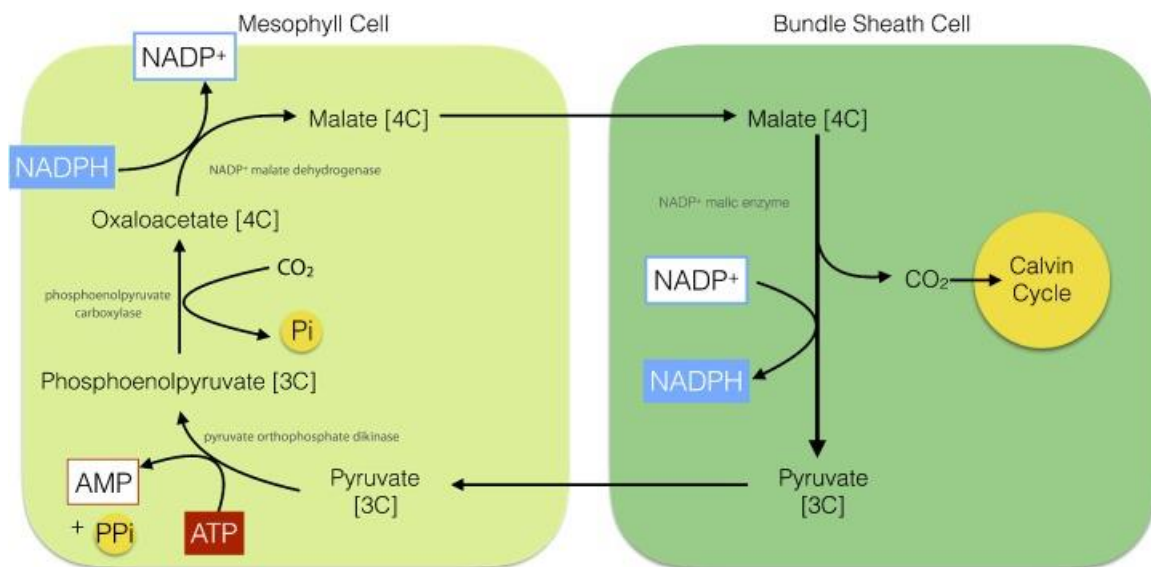 Mesophyll Cell
Bundle Sheath Cell
NADP⁺
Malate [4C]
Malate [4C]
NADPH
NADP⁺ malate dehydrogenase
NADP⁺ malic enzyme
Oxaloacetate [4C]
CO₂
phosphoenolpyruvate
carboxylase
Pi
NADP⁺
CO₂
Calvin
Cycle
Phosphoenolpyruvate [3C]
NADPH
pyruvate orthophosphate dikinase
AMP
+ PPi
ATP
Pyruvate
[3C]
Pyruvate
[3C]